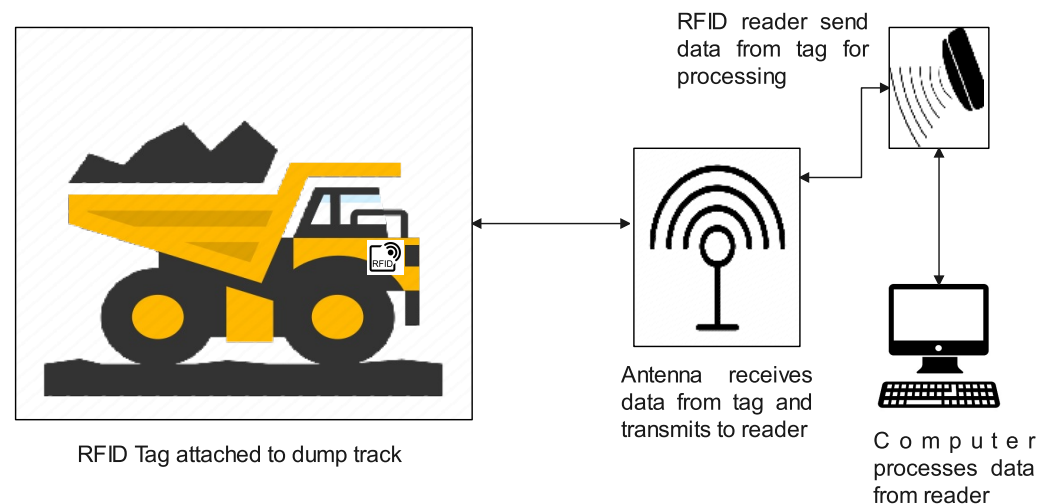 RFID reader send
data from tag for
processing
RFID
Antenna receives
data from tag and
transmits to reader
RFID Tag attached to dump track
Computer
processes data
from reader